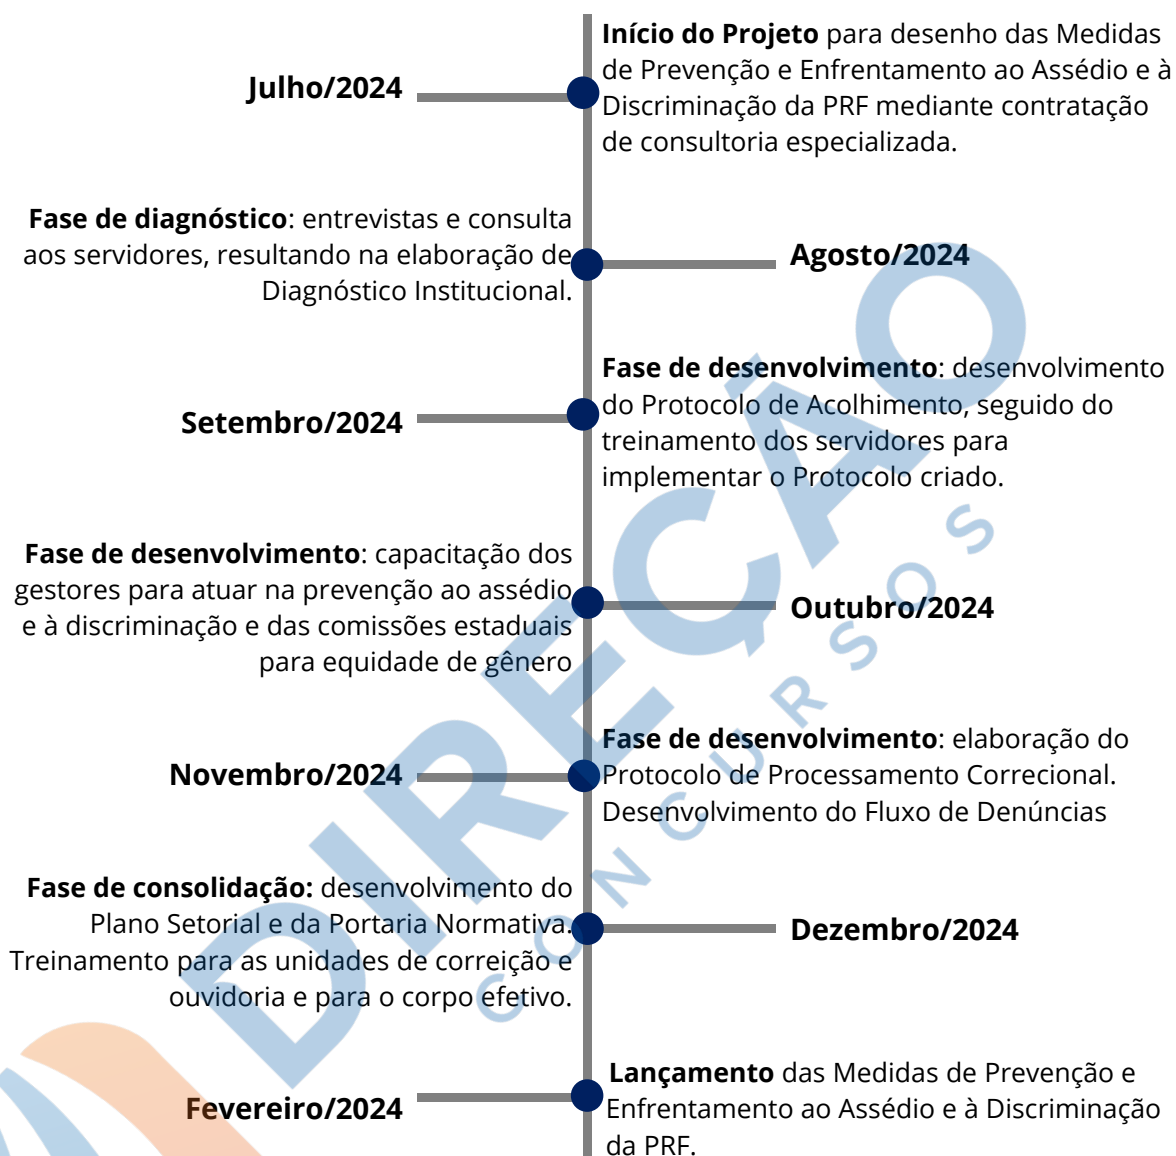 Início do Projeto para desenho das Medidas
de Prevenção e Enfrentamento ao Assédio e à
Julho/2024
Discriminação da PRF mediante contratação
de consultoria especializada.
Fase de diagnóstico: entrevistas e consulta
aos servidores, resultando na elaboração de
Diagnóstico Institucional.
Agosto/2024
Fase de desenvolvimento: desenvolvimento
do Protocolo de Acolhimento, seguido do
treinamento dos servidores para
implementar o Protocolo criado.
Setembro/2024
Fase de desenvolvimento: capacitação dos
gestores para atuar na prevenção ao assédio
e à discriminação e das comissões estaduais
para equidade de gênero
Outubro/2024
Fase de desenvolvimento: elaboração do
Protocolo de Processamento Correcional.
Desenvolvimento do Fluxo de Denúncias
Novembro/2024
Fase de consolidação: desenvolvimento do
Plano Setorial e da Portaria Normativa.
Treinamento para as unidades de correição e
ouvidoria e para o corpo efetivo.
Dezembro/2024
Lançamento das Medidas de Prevenção e
Enfrentamento ao Assédio e à Discriminação
da PRF.
Fevereiro/2024
DIREÇÃO
CONCURSOS